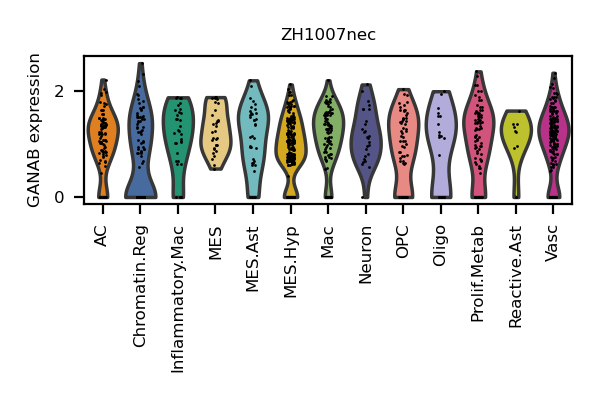 ZH1007nec
GANAB expression
2
0
AC
Chromatin.Reg
Inflammatory.Mac
MES
MES.Ast
MES.Hyp
Mac
Neuron
OPC
Oligo
Prolif.Metab
Reactive.Ast
Vasc